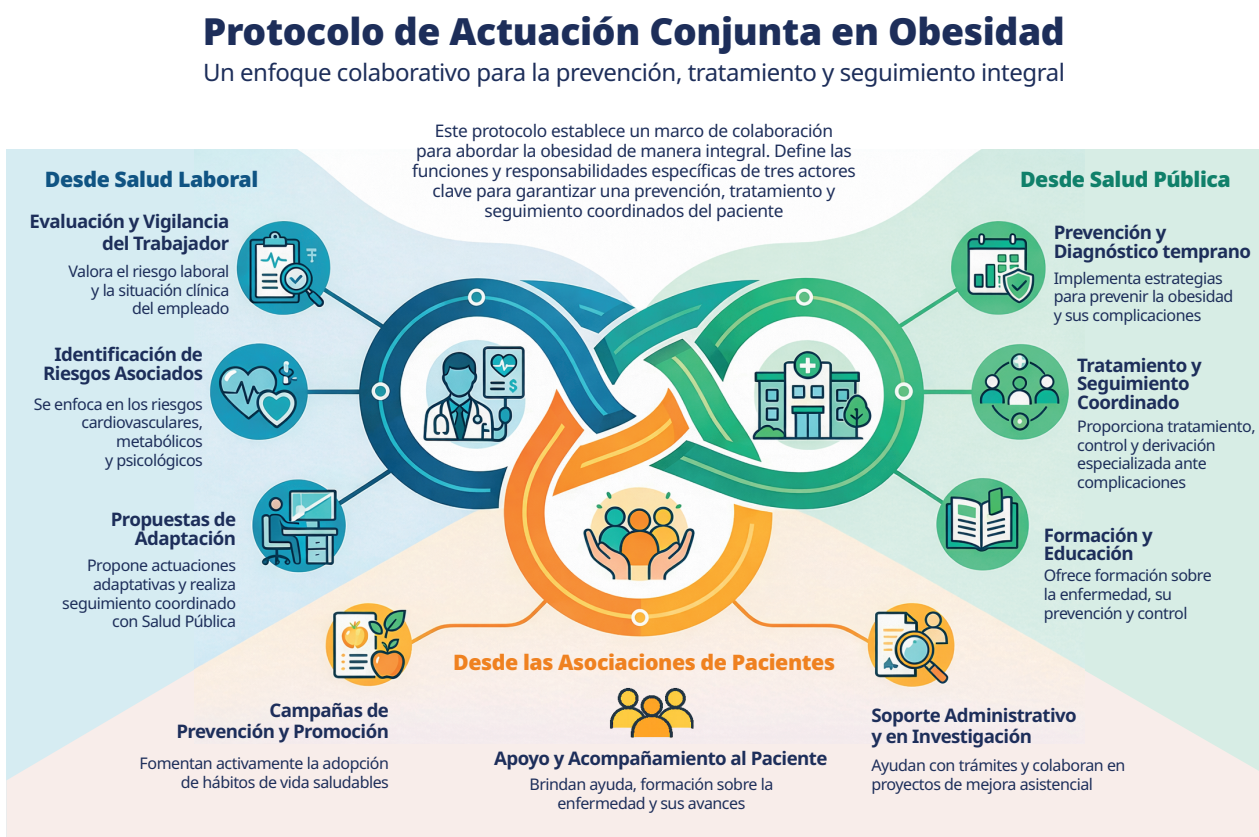 Protocolo de Actuación Conjunta en Obesidad
Un enfoque colaborativo para la prevención, tratamiento y seguimiento integral
Este protocolo establece un marco de colaboración
para abordar la obesidad de manera integral. Define las
funciones y responsabilidades específicas de tres actores
clave para garantizar una prevención, tratamiento y
seguimiento coordinados del paciente
Desde Salud Laboral
Evaluación y Vigilancia
del Trabajador
Valora el riesgo laboral
y la situación clínica
del empleado
Identificación de
Riesgos Asociados
Se enfoca en los riesgos
cardiovasculares,
metabólicos
y psicológicos
Propuestas de
Adaptación
Propone actuaciones
adaptativas y realiza
seguimiento coordinado
con Salud Pública
Desde Salud Pública
Prevención y
Diagnóstico temprano
Implementa estrategias
para prevenir la obesidad
y sus complicaciones
Tratamiento y
Seguimiento
Coordinado
Proporciona tratamiento,
control y derivación
especializada ante
complicaciones
Formación y
Educación
Ofrece formación sobre
la enfermedad, su
prevención y control
$
Desde las Asociaciones de Pacientes
Campañas de
Prevención y Promoción
Fomentan activamente la adopción
de hábitos de vida saludables
Apoyo y Acompañamiento al Paciente
Brindan ayuda, formación sobre la
enfermedad y sus avances
Soporte Administrativo
y en Investigación
Ayudan con trámites y colaboran en
proyectos de mejora asistencial